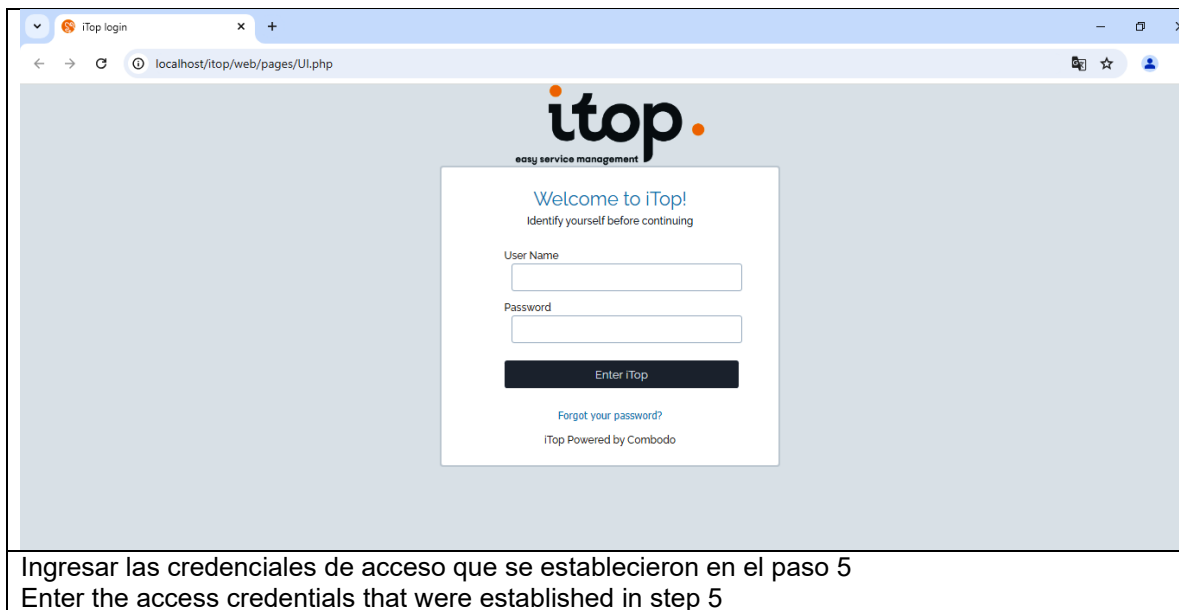 iTop login
localhost/itop/web/pages/UI.php
itop.
easy service management
Welcome to iTop!
Identify yourself before continuing
User Name
Password
Enter iTop
Forgot your password?
iTop Powered by Combodo
Ingresar las credenciales de acceso que se establecieron en el paso 5
Enter the access credentials that were established in step 5